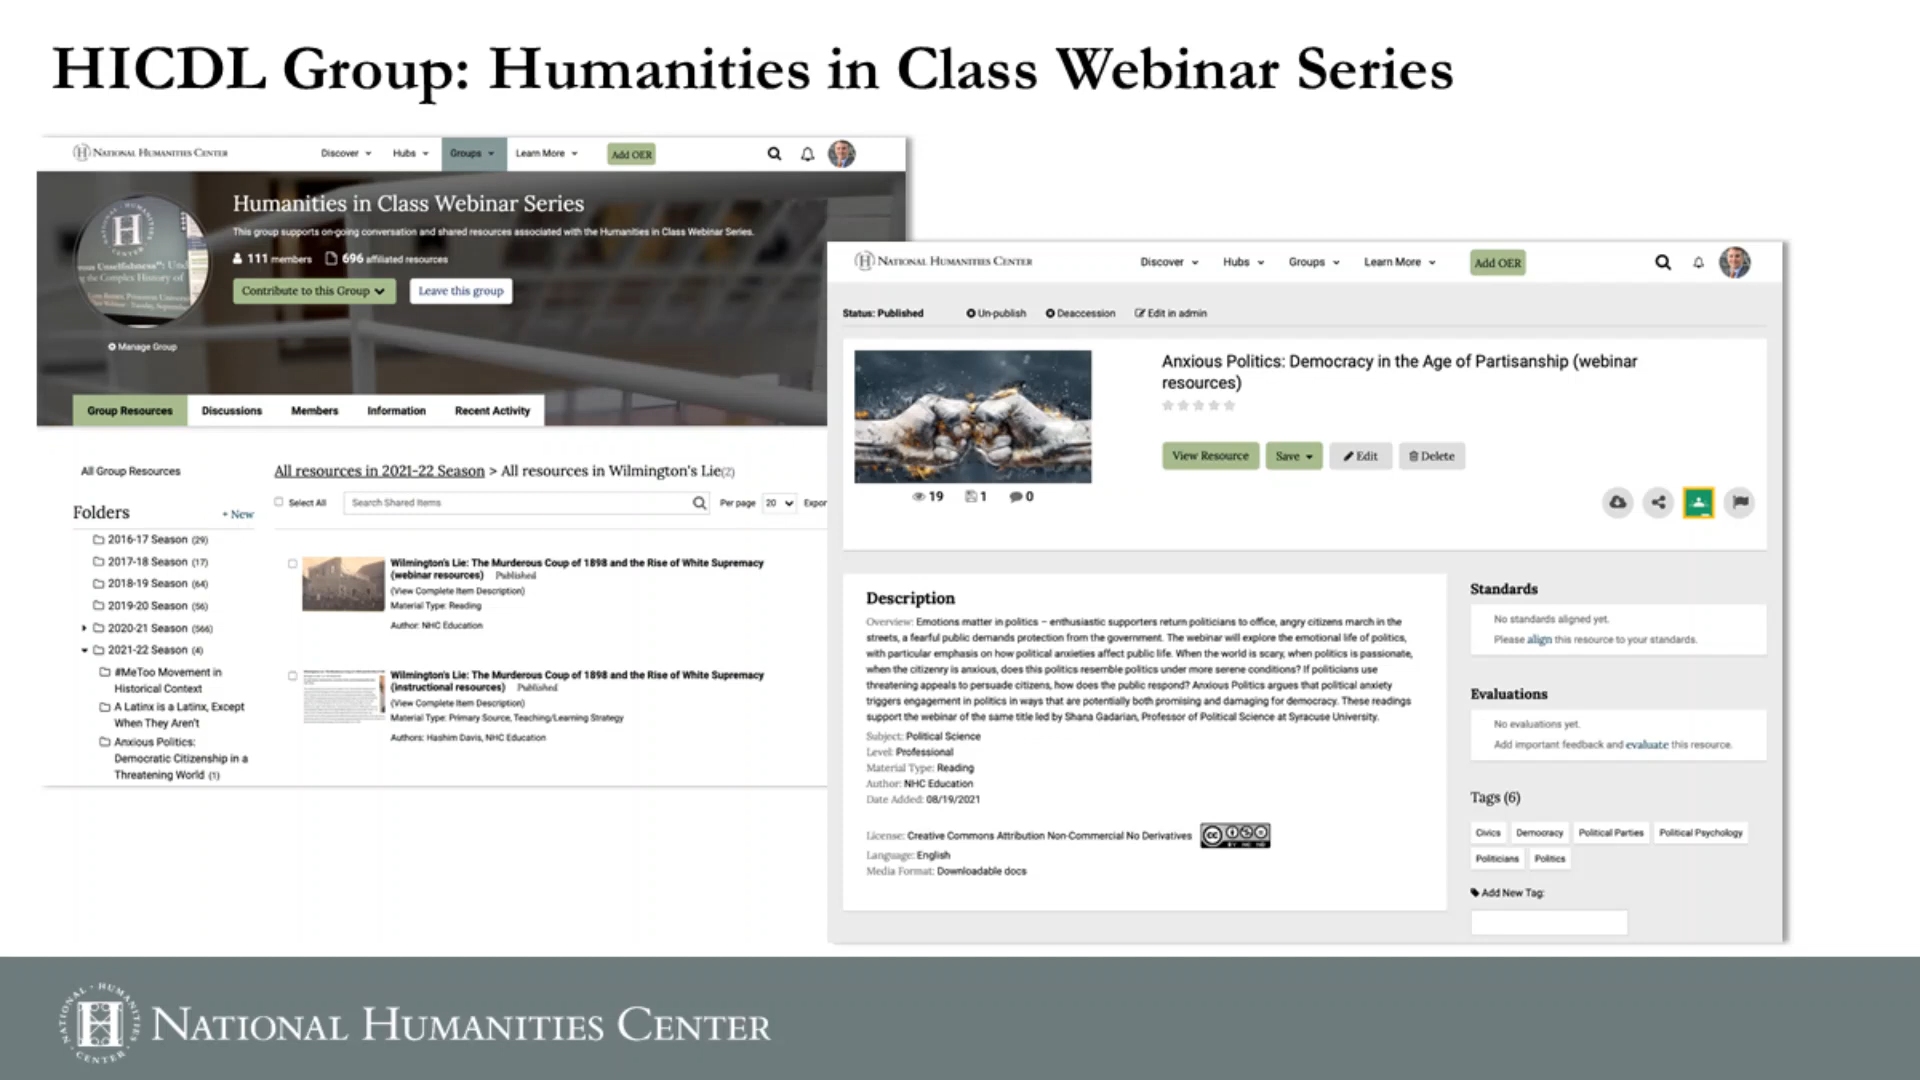 HICDL Group: Humanities in Class Webinar Series
NATIONAL HUMANITIES CENTER
Discover
Hubs
Groups
Learn More
Add OER
Humanities in Class Webinar Series
This group supports on-going conversation and shared resources associated with the Humanities in Class Webinar Series.
111 members 696 affiliated resources
Contribute to this Group
Leave this group
Manage Group
Group Resources
Discussions
Members
Information
Recent Activity
All Group Resources
Folders
+ New
2016-17 Season (29)
2017-18 Season (17)
2018-19 Season (64)
2019-20 Season (56)
2020-21 Season (566)
2021-22 Season (4)
#MeToo Movement in
Historical Context
A Latinx is a Latinx, Except
When They Aren't
Anxious Politics:
Democratic Citizenship in a
Threatening World (1)
All resources in 2021-22 Season > All resources in Wilmington's Lie(2)
Select All
Search Shared Items
Per page 20
Expor
Wilmington's Lie: The Murderous Coup of 1898 and the Rise of White Supremacy
(webinar resources) Published
(View Complete Item Description)
Material Type: Reading
Author: NHC Education
Wilmington's Lie: The Murderous Coup of 1898 and the Rise of White Supremacy
(instructional resources) Published
(View Complete Item Description)
Material Type: Primary Source, Teaching/Learning Strategy
Authors: Hashim Davis, NHC Education
NATIONAL HUMANITIES CENTER
Discover
Hubs
Groups
Learn More
Add OER
Status: Published
Un-publish
Deaccession
Edit in admin
19 1 0
Anxious Politics: Democracy in the Age of Partisanship (webinar
resources)
View Resource
Save
Edit
Delete
Description
Overview: Emotions matter in politics – enthusiastic supporters return politicians to office, angry citizens march in the
streets, a fearful public demands protection from the government. The webinar will explore the emotional life of politics,
with particular emphasis on how political anxieties affect public life. When the world is scary, when politics is passionate,
when the citizenry is anxious, does this politics resemble politics under more serene conditions? If politicians use
threatening appeals to persuade citizens, how does the public respond? Anxious Politics argues that political anxiety
triggers engagement in politics in ways that are potentially both promising and damaging for democracy. These readings
support the webinar of the same title led by Shana Gadarian, Professor of Political Science at Syracuse University.
Subject: Political Science
Level: Professional
Material Type: Reading
Author: NHC Education
Date Added: 08/19/2021
License: Creative Commons Attribution Non-Commercial No Derivatives
cc BY NC ND
Language: English
Media Format: Downloadable docs
Standards
No standards aligned yet.
Please align this resource to your standards.
Evaluations
No evaluations yet.
Add important feedback and evaluate this resource.
Tags (6)
Civics
Democracy
Political Parties
Political Psychology
Politicians
Politics
Add New Tag:
NATIONAL HUMANITIES CENTER
NATIONAL HUMANITIES CENTER